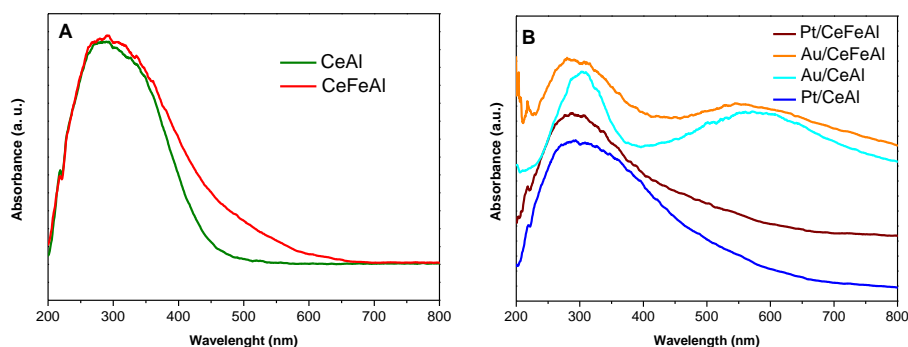 A
CeAl
CeFeAl
Absorbance (a. u.)
200 300 400 500 600 700 800
Wavelenght (nm)
B
Pt/CeFeAl
Au/CeFeAl
Au/CeAl
Pt/CeAl
Absorbance (a.u.)
200 300 400 500 600 700 800
Wavelength (nm)